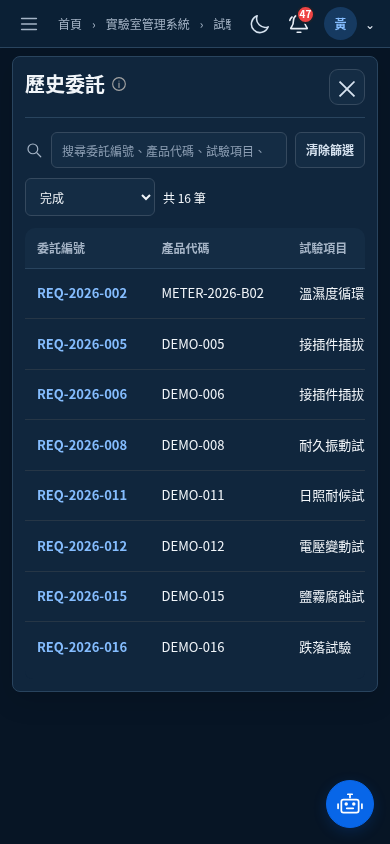 首頁 › 實驗室管理系統 › 試
47
黃
歷史委託
搜尋委託編號、產品代碼、試驗項目、
清除篩選
完成
共 16 筆
委託編號 產品代碼 試驗項目
REQ-2026-002 METER-2026-B02 溫濕度循環
REQ-2026-005 DEMO-005 接插件插拔
REQ-2026-006 DEMO-006 接插件插拔
REQ-2026-008 DEMO-008 耐久振動試
REQ-2026-011 DEMO-011 日照耐候試
REQ-2026-012 DEMO-012 電壓變動試
REQ-2026-015 DEMO-015 鹽霧腐蝕試
REQ-2026-016 DEMO-016 跌落試驗